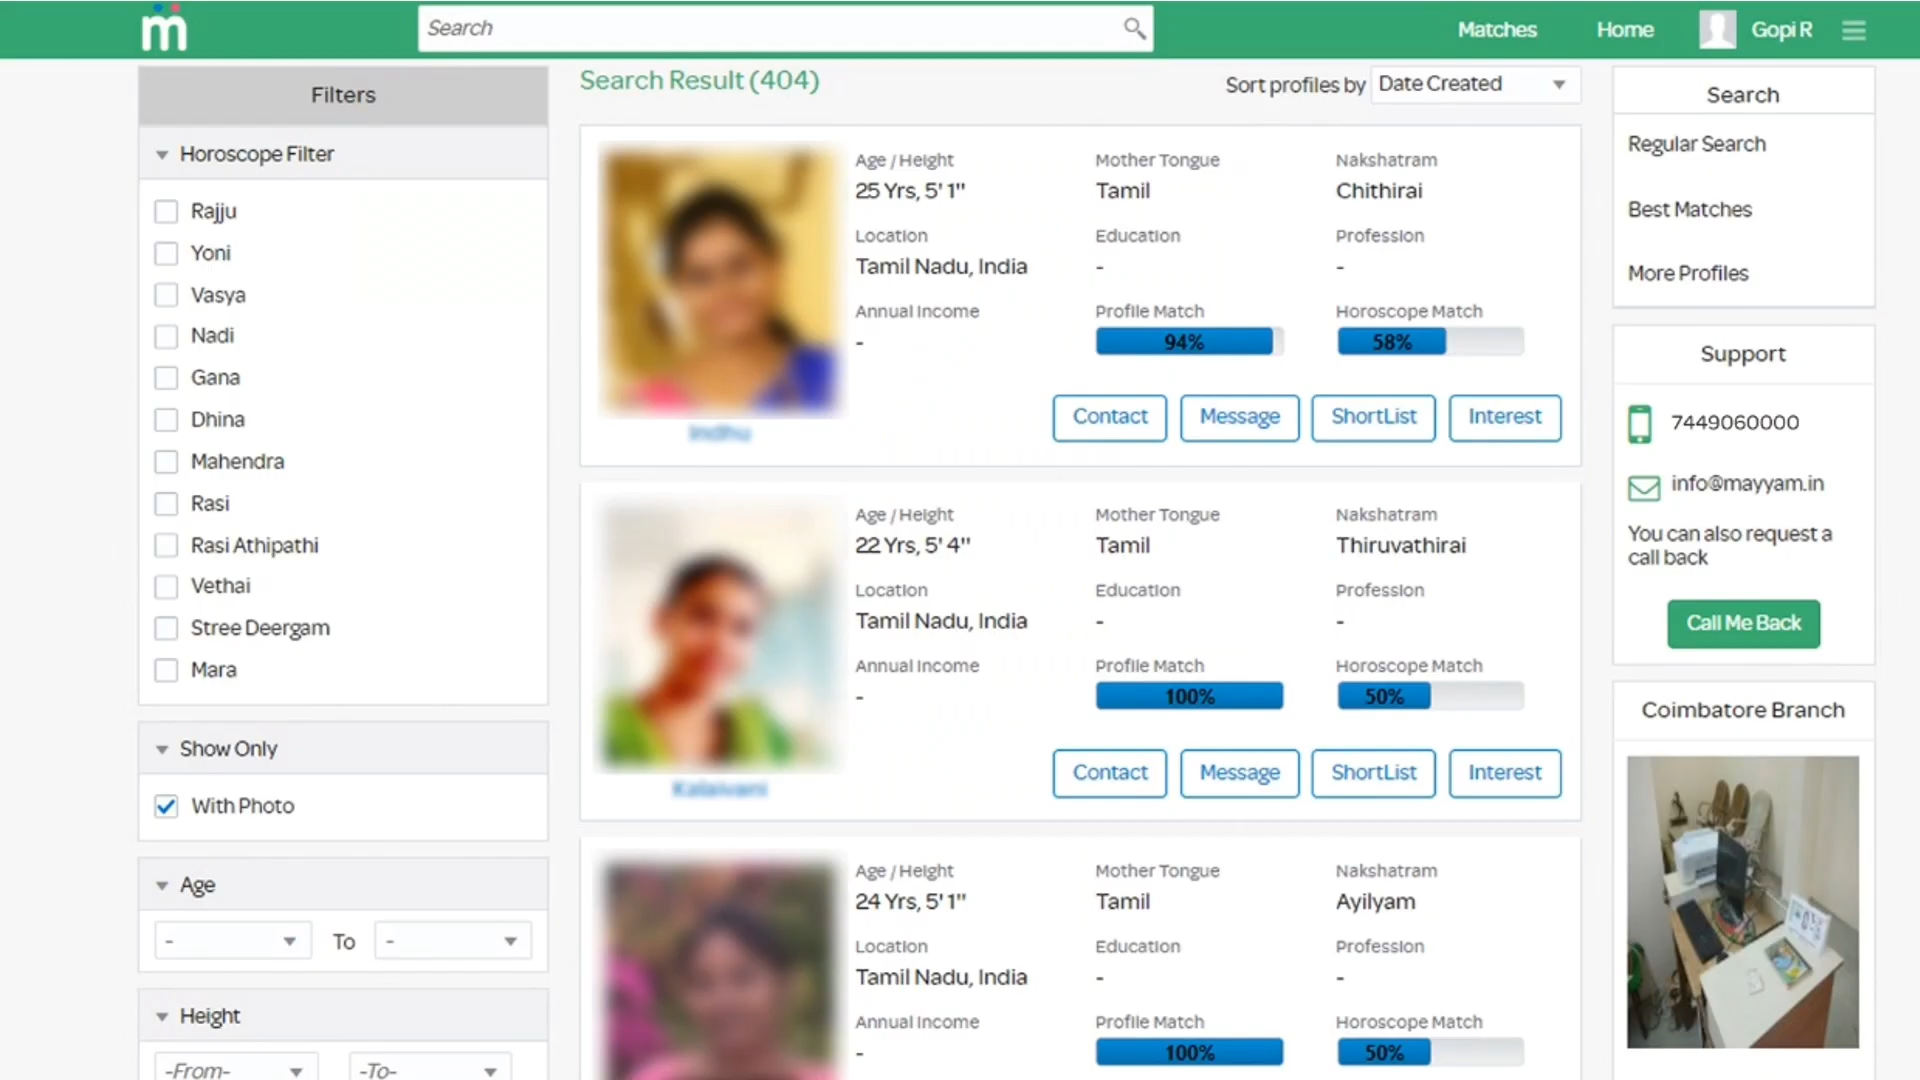 m
Search
Matches
Home
Gopi R
Filters
Horoscope Filter
Rajju
Yoni
Vasya
Nadi
Gana
Dhina
Mahendra
Rasi
Rasi Athipathi
Vethai
Stree Deergam
Mara
Show Only
With Photo
Age
- To -
Height
-From- -To-
Search Result (404)
Sort profiles by Date Created
Age / Height Mother Tongue Nakshatram
25 Yrs, 5' 1" Tamil Chithirai
Location Education Profession
Tamil Nadu, India - -
Annual Income Profile Match Horoscope Match
- 94% 58%
Contact Message ShortList Interest
Indhu
Age / Height Mother Tongue Nakshatram
22 Yrs, 5' 4" Tamil Thiruvathirai
Location Education Profession
Tamil Nadu, India - -
Annual Income Profile Match Horoscope Match
- 100% 50%
Contact Message ShortList Interest
Kalaivani
Age / Height Mother Tongue Nakshatram
24 Yrs, 5' 1" Tamil Ayilyam
Location Education Profession
Tamil Nadu, India - -
Annual Income Profile Match Horoscope Match
- 100% 50%
Search
Regular Search
Best Matches
More Profiles
Support
7449060000
info@mayyam.in
You can also request a
call back
Call Me Back
Coimbatore Branch